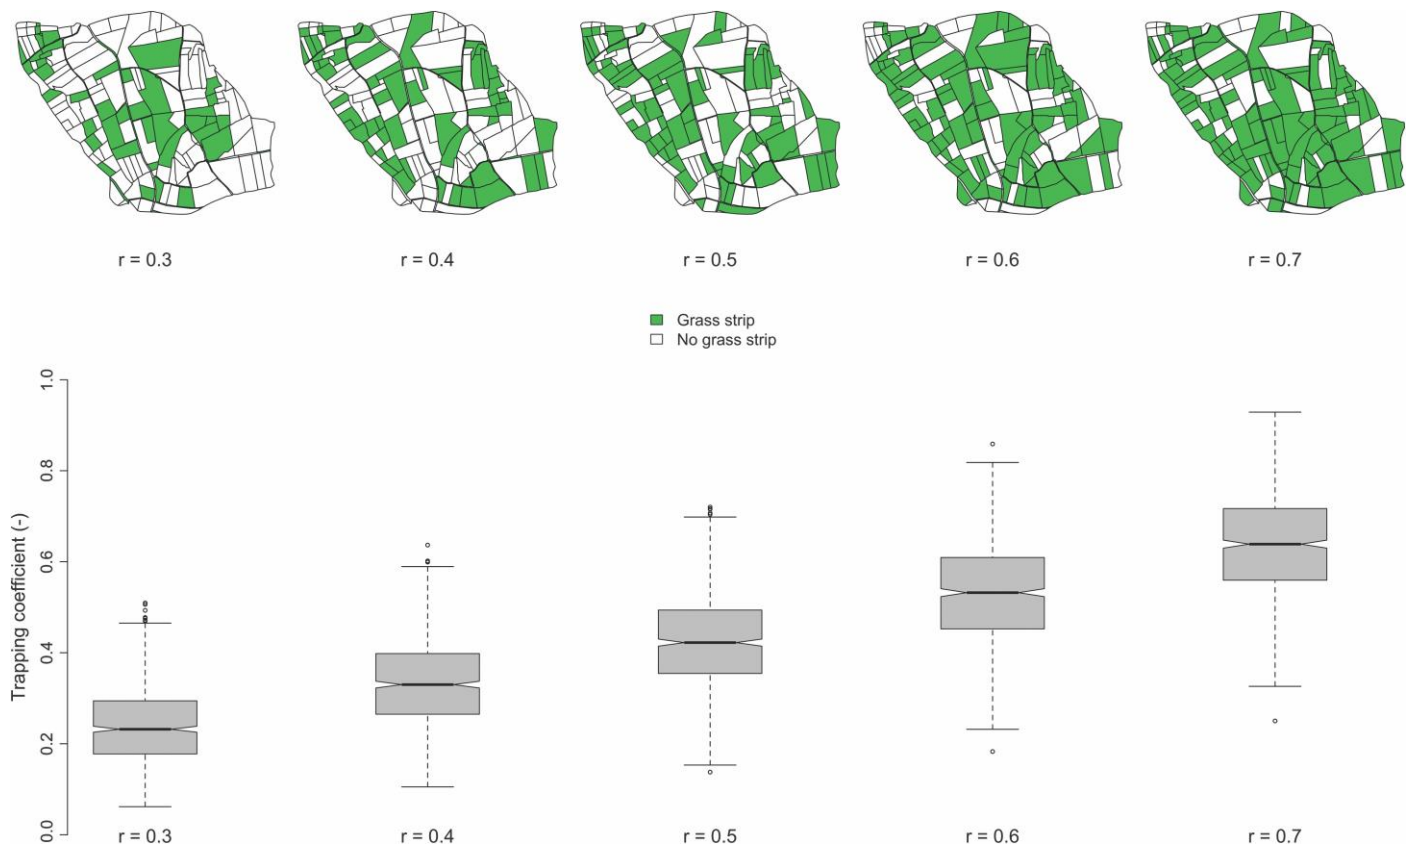 r = 0.3 r = 0.4 r = 0.5 r = 0.6 r = 0.7
Grass strip
No grass strip
Trapping coefficient (-)
1.0
0.8
0.6
0.4
0.2
0.0
r = 0.3 r = 0.4 r = 0.5 r = 0.6 r = 0.7